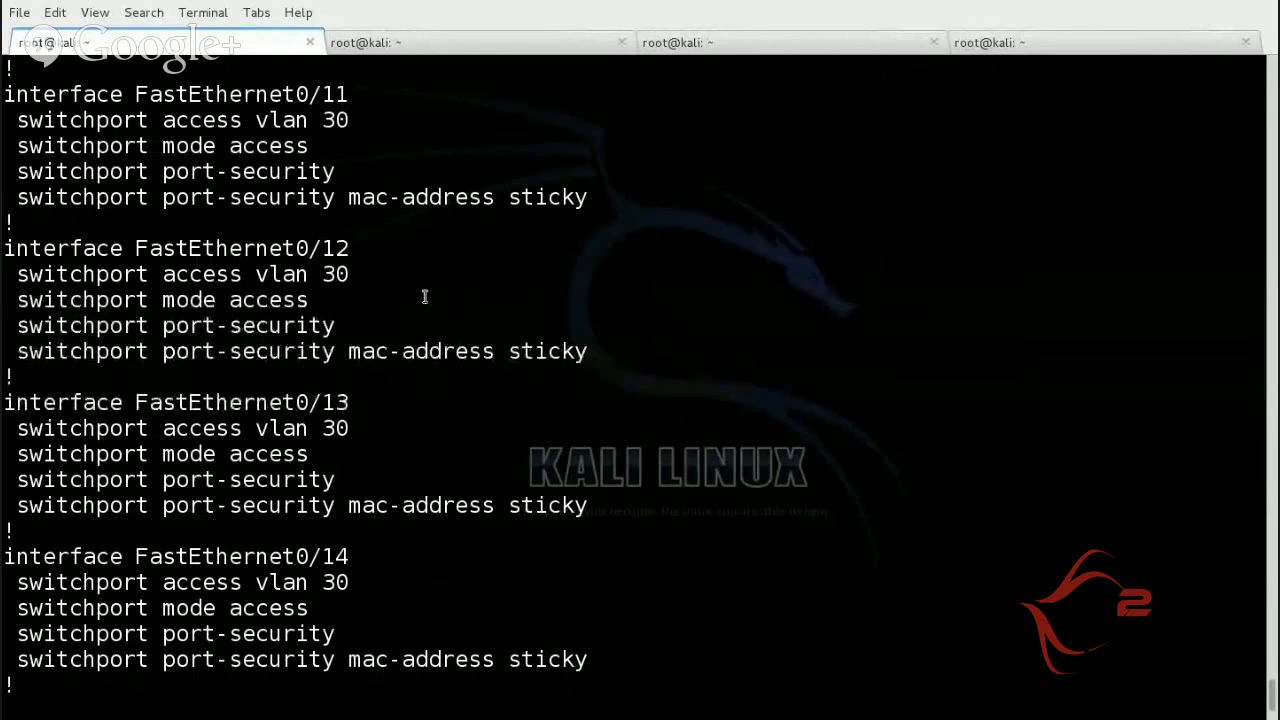 File Edit View Search Terminal Tabs Help
root@kali: ~ × root@kali: ~ × root@kali: ~ × root@kali: ~ ×
Google+
!
interface FastEthernet0/11
 switchport access vlan 30
 switchport mode access
 switchport port-security
 switchport port-security mac-address sticky
!
interface FastEthernet0/12
 switchport access vlan 30
 switchport mode access
 switchport port-security
 switchport port-security mac-address sticky
!
interface FastEthernet0/13
 switchport access vlan 30
 switchport mode access
 switchport port-security
 switchport port-security mac-address sticky
!
interface FastEthernet0/14
 switchport access vlan 30
 switchport mode access
 switchport port-security
 switchport port-security mac-address sticky
!
KALI LINUX
2